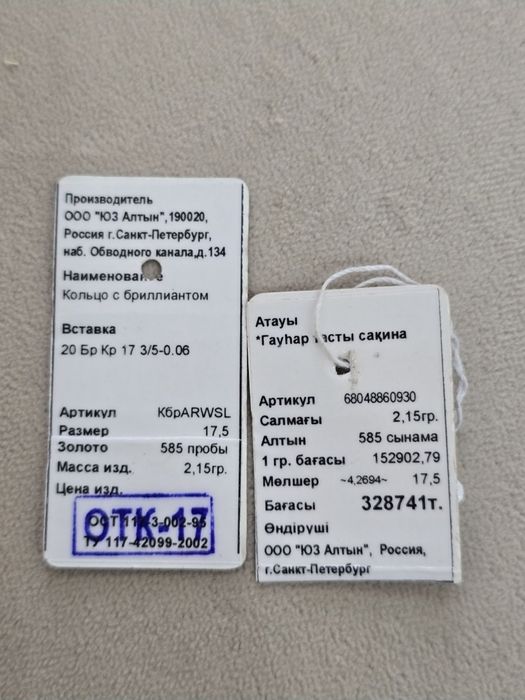 Производитель
ООО "ЮЗ Алтын",190020,
Россия г.Санкт-Петербург,
наб. Обводного канала,д.134
Наименование
Кольцо с бриллиантом
Вставка
20 Бр Кр 17 3/5-0.06
Артикул КбрARWSL
Размер 17,5
Золото 585 пробы
Масса изд. 2,15гр.
Цена изд.
ОСТ 117-3-002-95
ТУ 117-42099-2002
ОТК-17
Атауы
*Гауһар тасты сақина
Артикул 68048860930
Салмағы 2,15гр.
Алтын 585 сынама
1 гр. бағасы 152902,79
Мөлшер ~4,2694~ 17,5
Бағасы 328741т.
Өндіруші
ООО "ЮЗ Алтын", Россия,
г.Санкт-Петербург